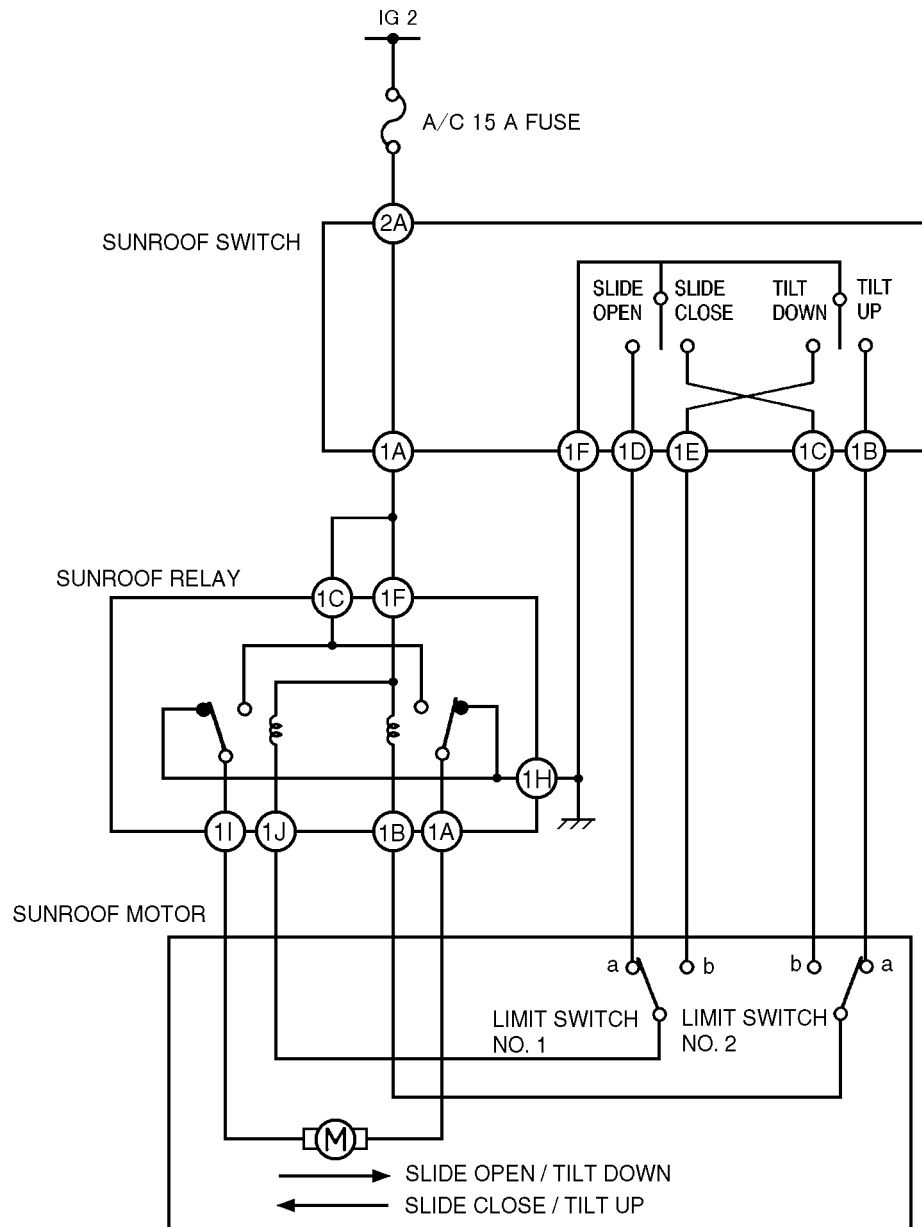 IG 2
A/C 15 A FUSE
2A
SUNROOF SWITCH
SLIDE OPEN
SLIDE CLOSE
TILT DOWN
TILT UP
1A
1F
1D
1E
1C
1B
SUNROOF RELAY
1C
1F
1H
1I
1J
1B
1A
SUNROOF MOTOR
a
b
b
a
LIMIT SWITCH NO. 1
LIMIT SWITCH NO. 2
M
SLIDE OPEN / TILT DOWN
SLIDE CLOSE / TILT UP